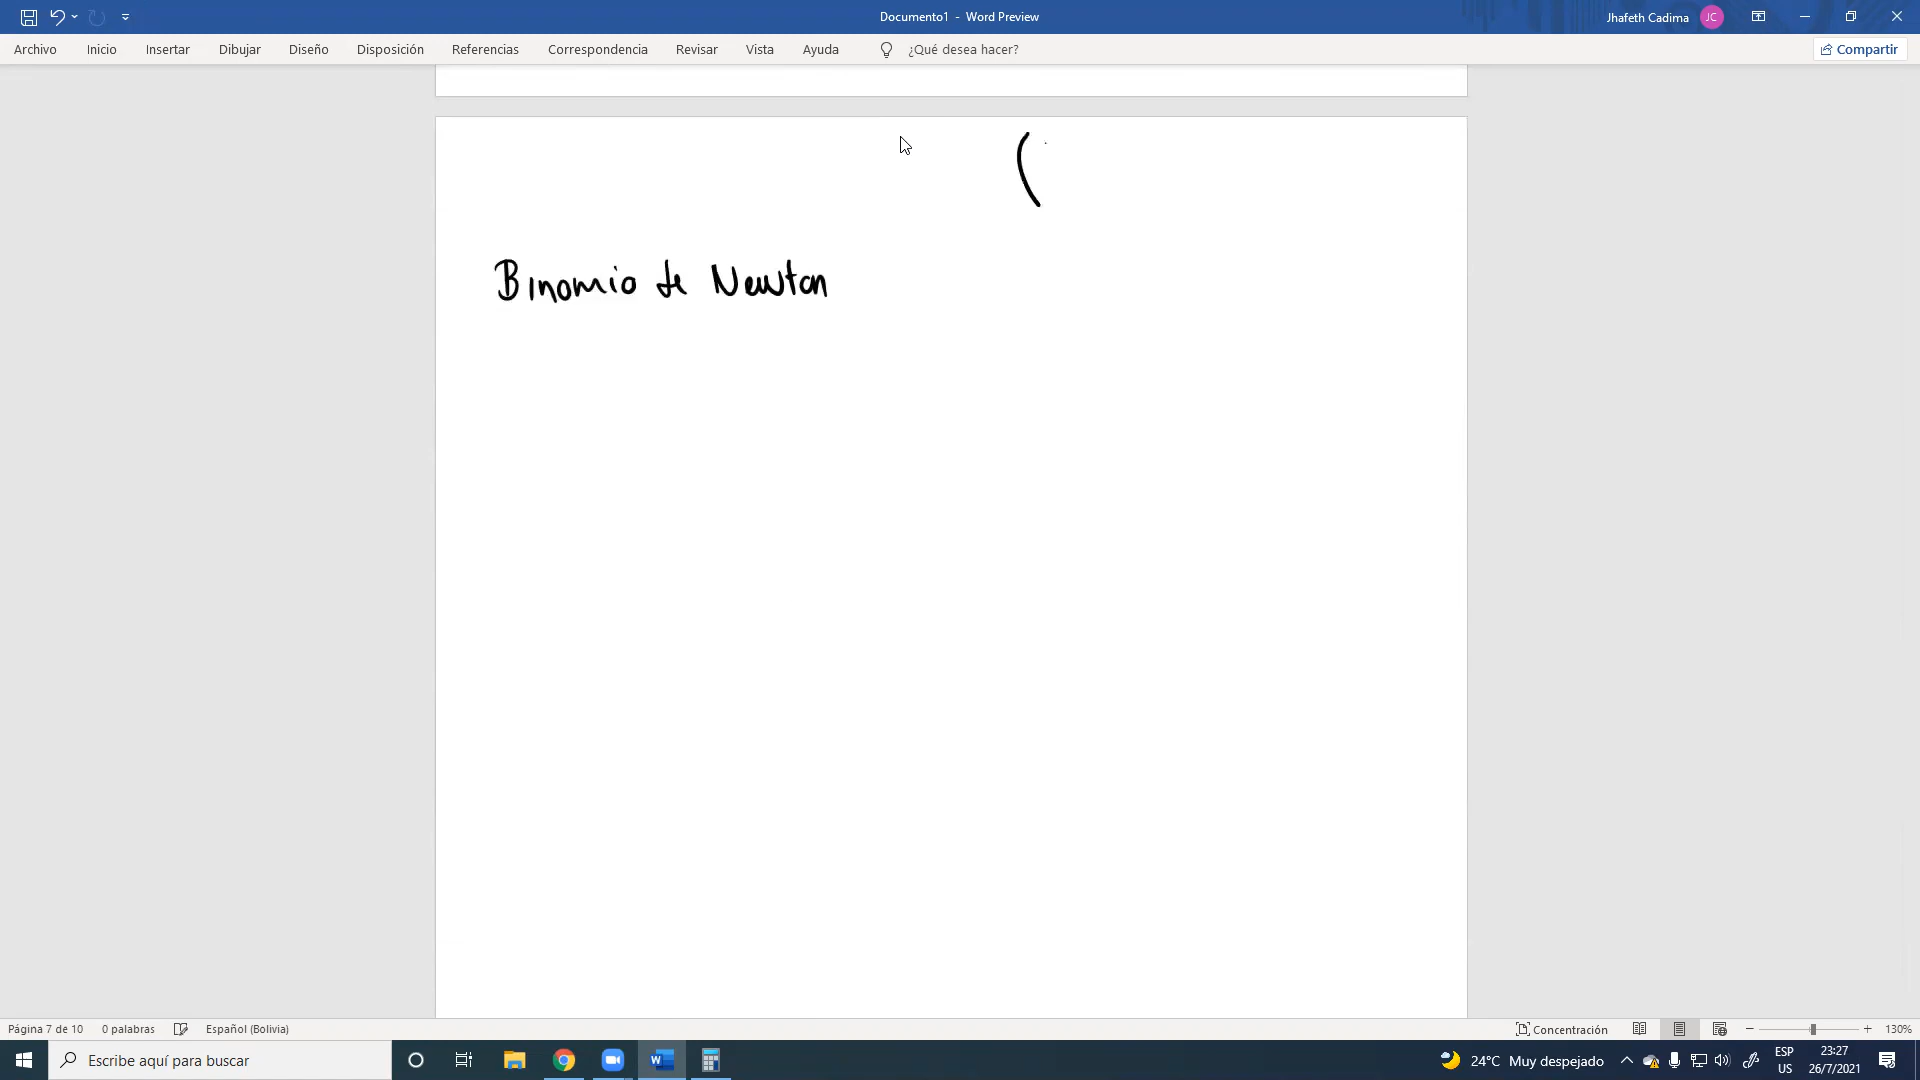 Documento1 - Word Preview
Jhafeth Cadima
JC
Archivo Inicio Insertar Dibujar Diseño Disposición Referencias Correspondencia Revisar Vista Ayuda ¿Qué desea hacer? Compartir
(
Binomio de Newton
Página 7 de 10 0 palabras Español (Bolivia) Concentración 130%
Escribe aquí para buscar
W
24°C Muy despejado
ESP
US
23:27
26/7/2021